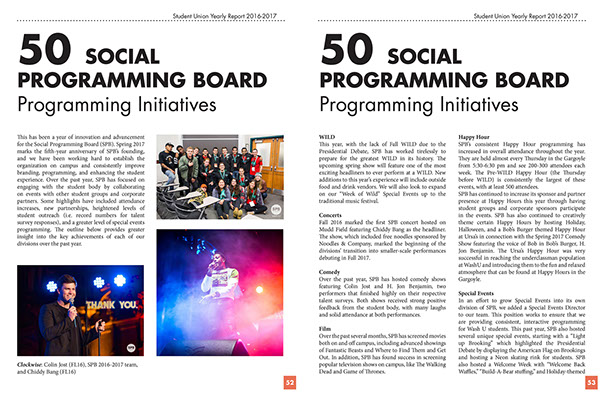 Student Union Yearly Report 2016-2017
50 SOCIAL
PROGRAMMING BOARD
Programming Initiatives
This has been a year of innovation and advancement
for the Social Programming Board (SPB). Spring 2017
marks the fifth-year anniversary of SPB's founding,
and we have been working hard to establish the
organization on campus and consistently improve
branding, programming, and enhancing the student
experience. Over the past year, SPB has focused on
engaging with the student body by collaborating
on events with other student groups and corporate
partners. Some highlights have included attendance
increases, new partnerships, heightened levels of
student outreach (i.e. record numbers for talent
survey responses), and a greater level of special events
programming. The outline below provides greater
insight into the key achievements of each of our
divisions over the past year.
THANK YOU.
Clockwise: Colin Jost (FL16), SPB 2016-2017 team,
and Chiddy Bang (FL16)
52
Student Union Yearly Report 2016-2017
50 SOCIAL
PROGRAMMING BOARD
Programming Initiatives
WILD
This year, with the lack of Fall WILD due to the
Presidential Debate, SPB has worked tirelessly to
prepare for the greatest WILD in its history. The
upcoming spring show will feature one of the most
exciting headliners to ever perform at a WILD. New
additions to this year's experience will include outside
food and drink vendors. We will also look to expand
on our "Week of Wild" Special Events up to the
traditional music festival.
Concerts
Fall 2016 marked the first SPB concert hosted on
Mudd Field featuring Chiddy Bang as the headliner.
The show, which included free noodles sponsored by
Noodles & Company, marked the beginning of the
divisions' transition into smaller-scale performances
debuting in Fall 2017.
Comedy
Over the past year, SPB has hosted comedy shows
featuring Colin Jost and H. Jon Benjamin, two
performers that finished highly on their respective
talent surveys. Both shows received strong positive
feedback from the student body, with many laughs
and solid attendance at both performances.
Film
Over the past several months, SPB has screened movies
both on and off campus, including advanced showings
of Fantastic Beasts and Where to Find Them and Get
Out. In addition, SPB has found success in screening
popular television shows on campus, like The Walking
Dead and Game of Thrones.
Happy Hour
SPB's consistent Happy Hour programming has
increased in overall attendance throughout the year.
They are held almost every Thursday in the Gargoyle
from 5:30-6:30 pm and see 200-300 attendees each
week. The Pre-WILD Happy Hour (the Thursday
before WILD) is consistently the largest of these
events, with at least 500 attendees.
SPB has continued to increase its sponsor and partner
presence at Happy Hours this year through having
student groups and corporate sponsors participate
in the events. SPB has also continued to creatively
theme certain Happy Hours by hosting Holiday,
Halloween, and a Bob's Burger themed Happy Hour
at Ursa's in connection with the Spring 2017 Comedy
Show featuring the voice of Bob in Bob's Burger, H.
Jon Benjamin. The Ursa's Happy Hour was very
successful in reaching the underclassman population
at WashU and introducing them to the fun and relaxed
atmosphere that can be found at Happy Hours in the
Gargoyle.
Special Events
In an effort to grow Special Events into its own
division of SPB, we added a Special Events Director
to our team. This position works to ensure that we
are providing consistent, interactive programming
for Wash U students. This past year, SPB also hosted
several unique special events, starting with a "Light
up Brooking" which highlighted the Presidential
Debate by displaying the American Flag on Brookings
and hosting a Neon skating rink for students. SPB
also hosted a Welcome Week with "Welcome Back
Waffles," "Build-A-Bear stuffing," and Holiday-themed
53